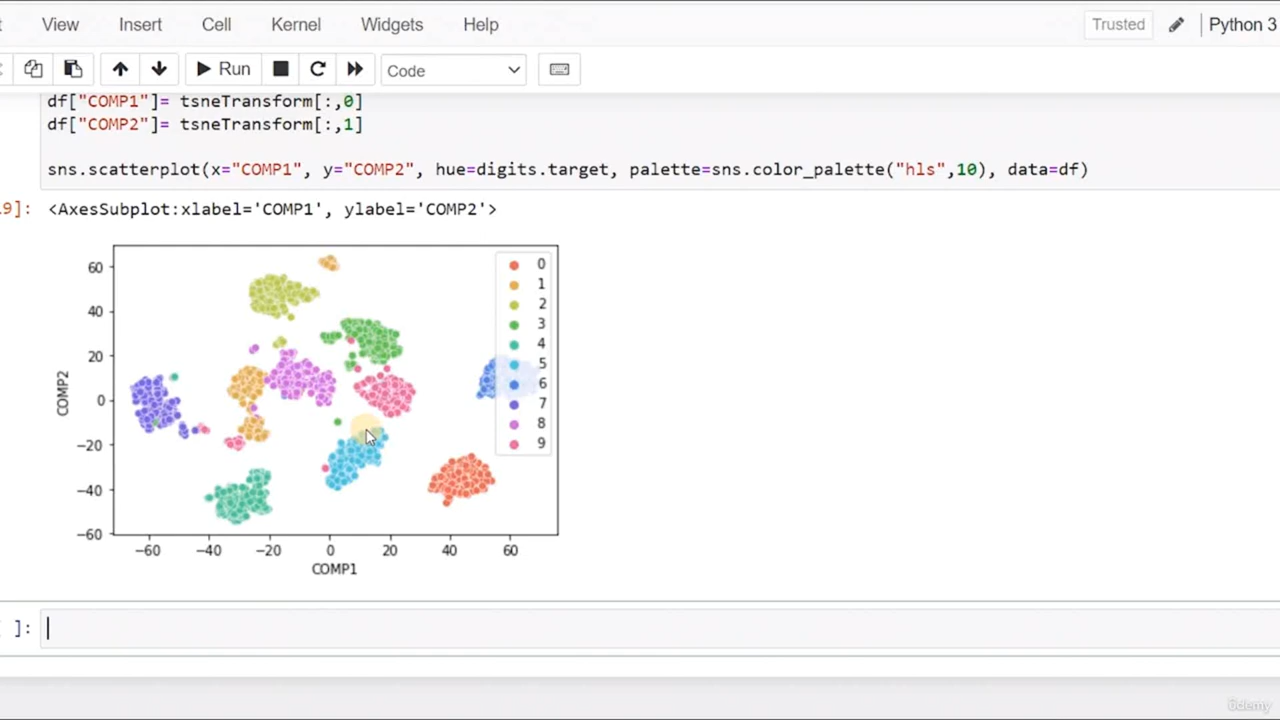 View Insert Cell Kernel Widgets Help Trusted Python 3
Run Code
df["COMP1"]= tsneTransform[:,0]
df["COMP2"]= tsneTransform[:,1]
sns.scatterplot(x="COMP1", y="COMP2", hue=digits.target, palette=sns.color_palette("hls",10), data=df)
9]: <AxesSubplot:xlabel='COMP1', ylabel='COMP2'>
60
40
20
0
−20
−40
−60
COMP2
0
1
2
3
4
5
6
7
8
9
−60 −40 −20 0 20 40 60
COMP1
]:
ûdemy